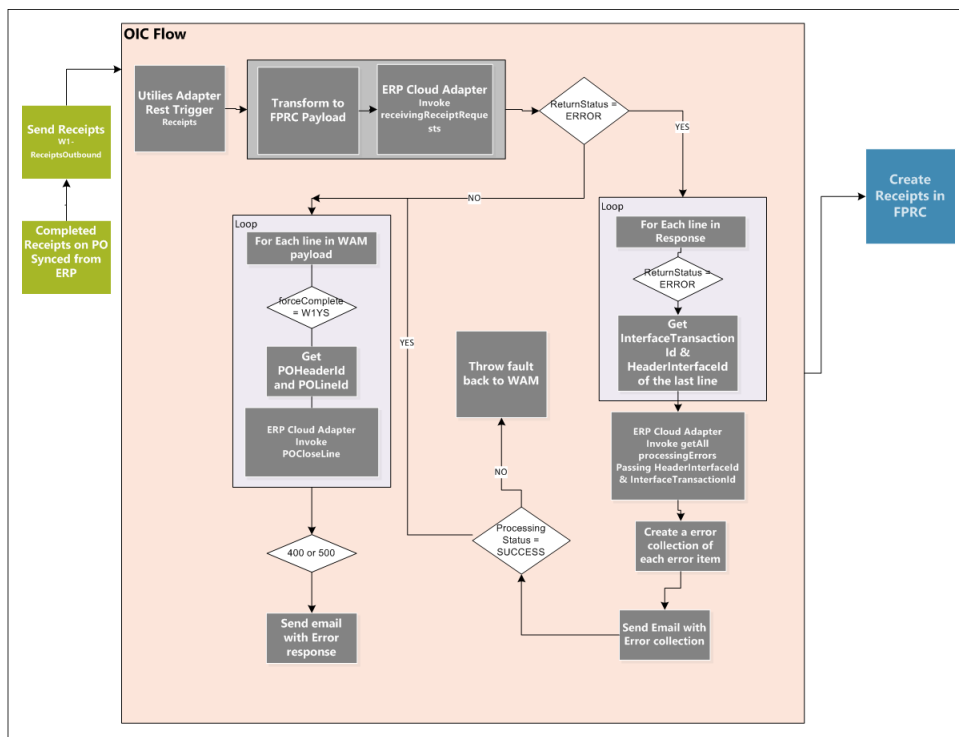 OIC Flow
Utilies Adapter
Rest Trigger
Receipts
Transform to
FPRC Payload
ERP Cloud Adapter
Invoke
receivingReceiptReque
sts
ReturnStatus =
ERROR
YES
NO
Send Receipts
W1-
ReceiptsOutbound
Completed
Receipts on PO
Synced from
ERP
Create
Receipts in
FPRC
Loop
For Each line in WAM
payload
forceComplete
= W1YS
Get
POHeaderId
and POLineId
ERP Cloud Adapter
Invoke
POCloseLine
400 or 500
Send email
with Error
response
YES
Loop
For Each line in
Response
ReturnStatus =
ERROR
Get
InterfaceTransaction
Id &
HeaderInterfaceId
of the last line
ERP Cloud Adapter
Invoke getAll
processingErrors
Passing HeaderInterfaceId
& InterfaceTransactionId
Create a error
collection of
each error item
Send Email with
Error collection
Processing
Status =
SUCCESS
NO
Throw fault
back to WAM